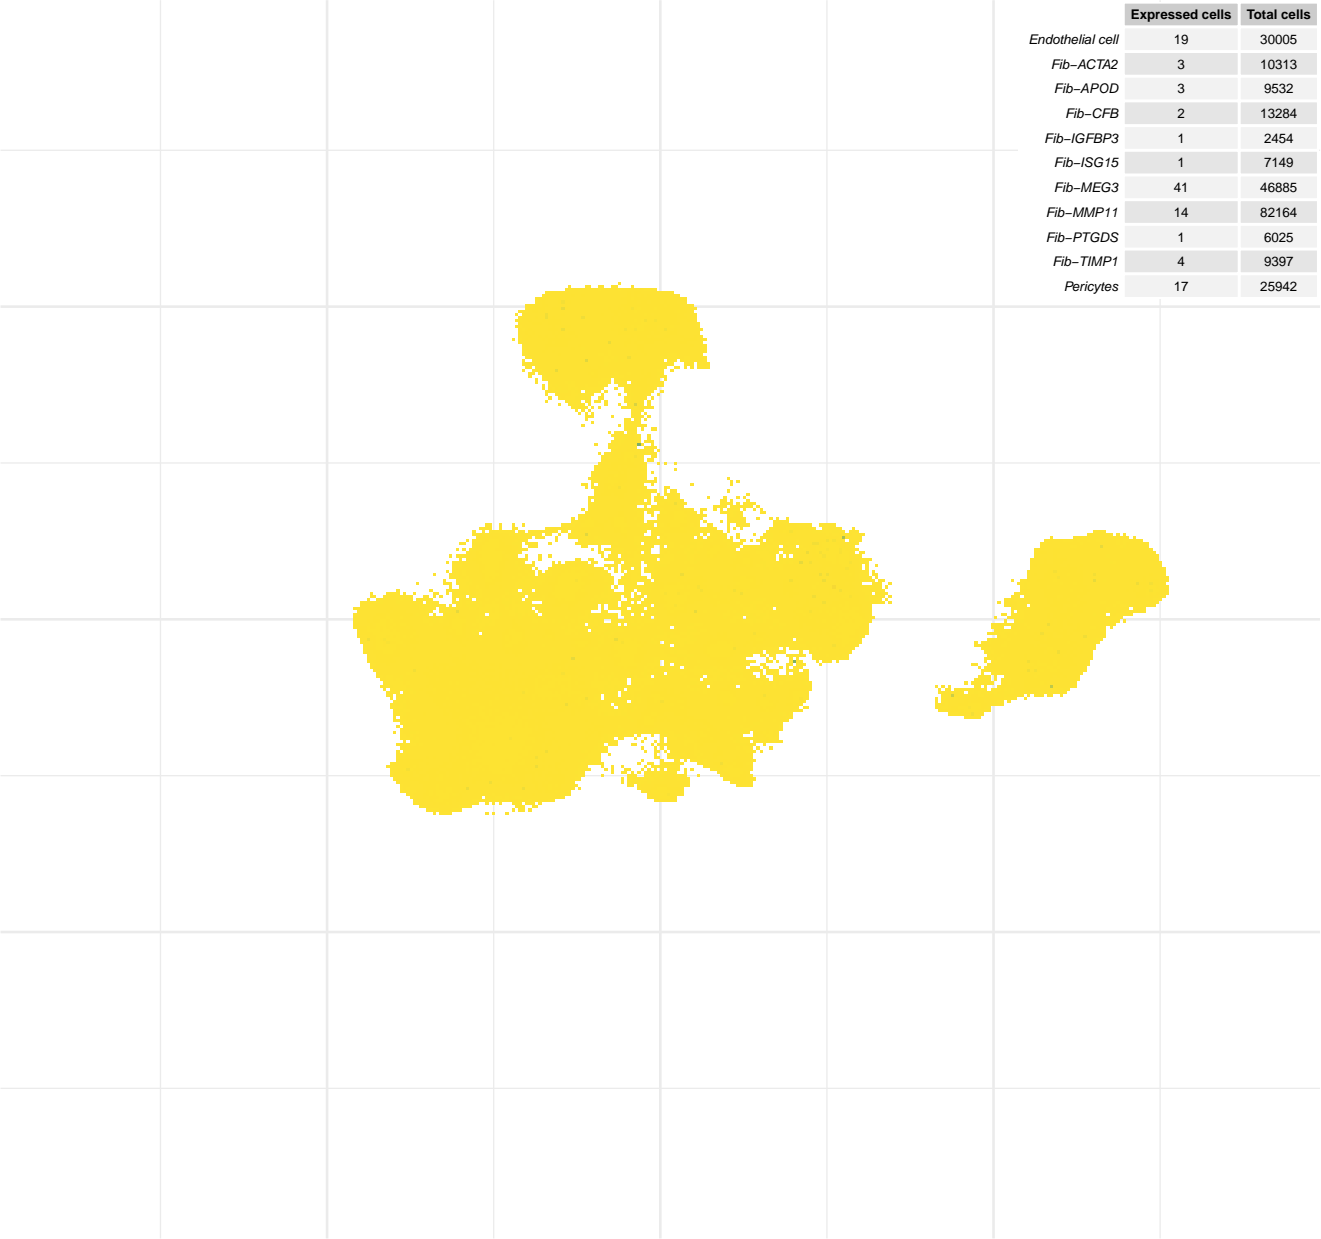 Expressed cells Total cells
Endothelial cell 19 30005
Fib−ACTA2 3 10313
Fib−APOD 3 9532
Fib−CFB 2 13284
Fib−IGFBP3 1 2454
Fib−ISG15 1 7149
Fib−MEG3 41 46885
Fib−MMP11 14 82164
Fib−PTGDS 1 6025
Fib−TIMP1 4 9397
Pericytes 17 25942